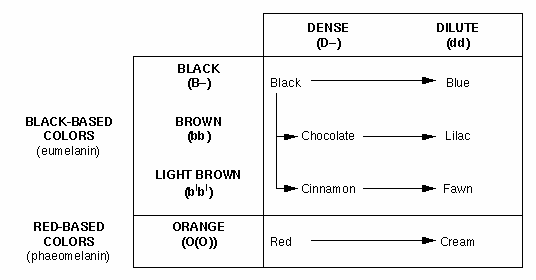 DENSE
(D–)
DILUTE
(dd)
BLACK-BASED
COLORS
(eumelanin)
BLACK
(B–)
Black
Blue
BROWN
(bb)
Chocolate
Lilac
LIGHT BROWN
(bˡbˡ)
Cinnamon
Fawn
RED-BASED
COLORS
(phaeomelanin)
ORANGE
(O(O))
Red
Cream